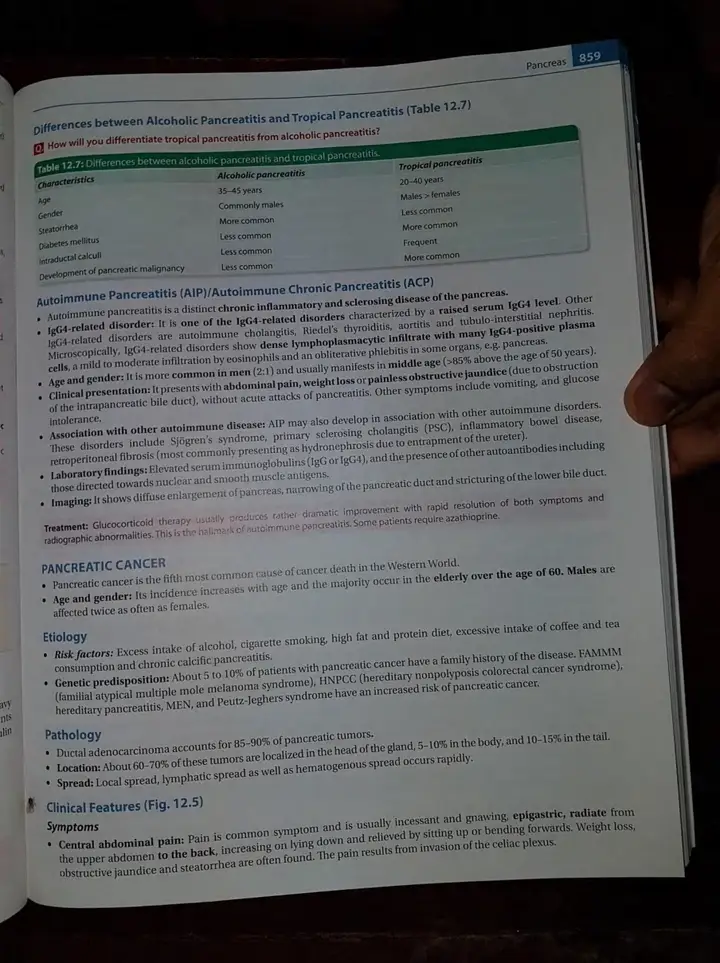 Pancreas 859
Differences between Alcoholic Pancreatitis and Tropical Pancreatitis (Table 12.7)
Q. How will you differentiate tropical pancreatitis from alcoholic pancreatitis?
Table 12.7: Differences between alcoholic pancreatitis and tropical pancreatitis.
Characteristics Alcoholic pancreatitis Tropical pancreatitis
Age 35–45 years 20–40 years
Gender Commonly males Males > females
Steatorrhea More common Less common
Diabetes mellitus Less common More common
Intraductal calculi Less common Frequent
Development of pancreatic malignancy Less common More common
Autoimmune Pancreatitis (AIP)/Autoimmune Chronic Pancreatitis (ACP)
• Autoimmune pancreatitis is a distinct chronic inflammatory and sclerosing disease of the pancreas.
• IgG4-related disorder: It is one of the IgG4-related disorders characterized by a raised serum IgG4 level. Other
IgG4-related disorders are autoimmune cholangitis, Riedel's thyroiditis, aortitis and tubulo-interstitial nephritis.
Microscopically, IgG4-related disorders show dense lymphoplasmacytic infiltrate with many IgG4-positive plasma
cells, a mild to moderate infiltration by eosinophils and an obliterative phlebitis in some organs, e.g. pancreas.
• Age and gender: It is more common in men (2:1) and usually manifests in middle age (>85% above the age of 50 years).
• Clinical presentation: It presents with abdominal pain, weight loss or painless obstructive jaundice (due to obstruction
of the intrapancreatic bile duct), without acute attacks of pancreatitis. Other symptoms include vomiting, and glucose
intolerance.
• Association with other autoimmune disease: AIP may also develop in association with other autoimmune disorders.
These disorders include Sjögren's syndrome, primary sclerosing cholangitis (PSC), inflammatory bowel disease,
retroperitoneal fibrosis (most commonly presenting as hydronephrosis due to entrapment of the ureter).
• Laboratory findings: Elevated serum immunoglobulins (IgG or IgG4), and the presence of other autoantibodies including
those directed towards nuclear and smooth muscle antigens.
• Imaging: It shows diffuse enlargement of pancreas, narrowing of the pancreatic duct and stricturing of the lower bile duct.
Treatment: Glucocorticoid therapy usually produces rather dramatic improvement with rapid resolution of both symptoms and
radiographic abnormalities. This is the hallmark of autoimmune pancreatitis. Some patients require azathioprine.
PANCREATIC CANCER
• Pancreatic cancer is the fifth most common cause of cancer death in the Western World.
• Age and gender: Its incidence increases with age and the majority occur in the elderly over the age of 60. Males are
affected twice as often as females.
Etiology
• Risk factors: Excess intake of alcohol, cigarette smoking, high fat and protein diet, excessive intake of coffee and tea
consumption and chronic calcific pancreatitis.
• Genetic predisposition: About 5 to 10% of patients with pancreatic cancer have a family history of the disease. FAMMM
(familial atypical multiple mole melanoma syndrome), HNPCC (hereditary nonpolyposis colorectal cancer syndrome),
hereditary pancreatitis, MEN, and Peutz-Jeghers syndrome have an increased risk of pancreatic cancer.
Pathology
• Ductal adenocarcinoma accounts for 85–90% of pancreatic tumors.
• Location: About 60–70% of these tumors are localized in the head of the gland, 5–10% in the body, and 10–15% in the tail.
• Spread: Local spread, lymphatic spread as well as hematogenous spread occurs rapidly.
Clinical Features (Fig. 12.5)
Symptoms
• Central abdominal pain: Pain is common symptom and is usually incessant and gnawing, epigastric, radiate from
the upper abdomen to the back, increasing on lying down and relieved by sitting up or bending forwards. Weight loss,
obstructive jaundice and steatorrhea are often found. The pain results from invasion of the celiac plexus.